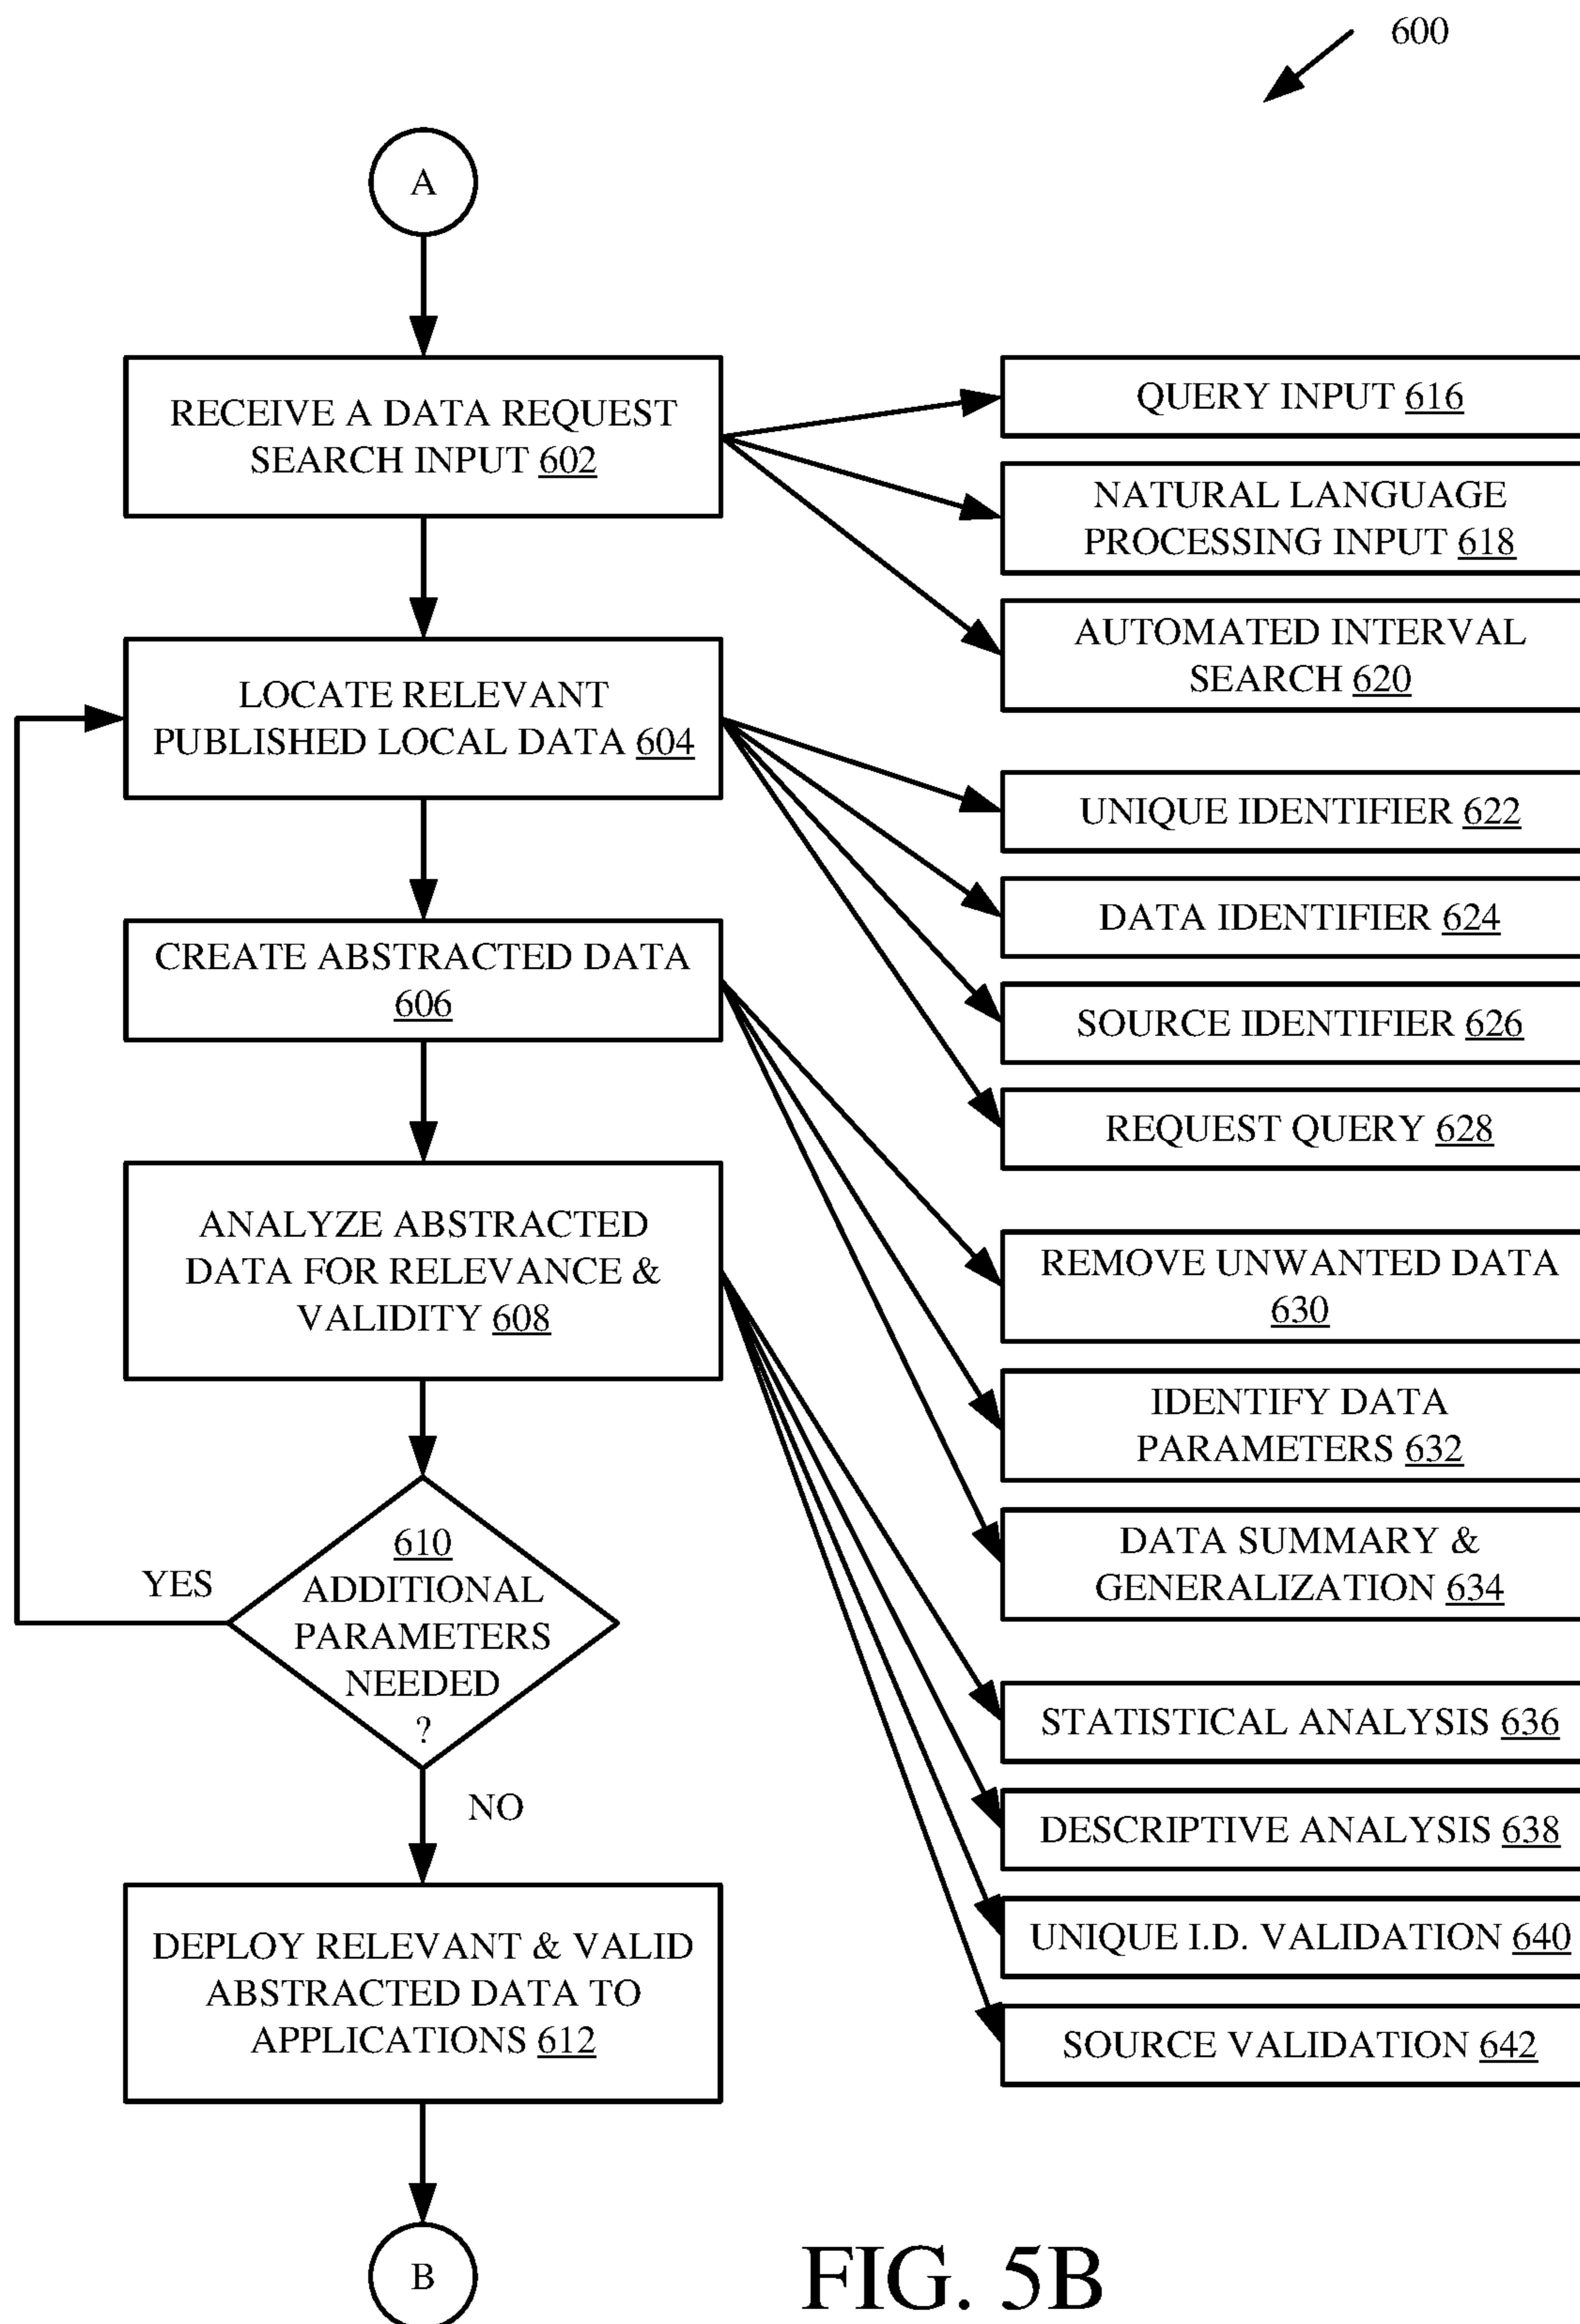 600
A
RECEIVE A DATA REQUEST
SEARCH INPUT 602
QUERY INPUT 616
NATURAL LANGUAGE
PROCESSING INPUT 618
AUTOMATED INTERVAL
SEARCH 620
LOCATE RELEVANT
PUBLISHED LOCAL DATA 604
UNIQUE IDENTIFIER 622
DATA IDENTIFIER 624
SOURCE IDENTIFIER 626
REQUEST QUERY 628
CREATE ABSTRACTED DATA
606
REMOVE UNWANTED DATA
630
IDENTIFY DATA
PARAMETERS 632
DATA SUMMARY &
GENERALIZATION 634
ANALYZE ABSTRACTED
DATA FOR RELEVANCE &
VALIDITY 608
STATISTICAL ANALYSIS 636
DESCRIPTIVE ANALYSIS 638
UNIQUE I.D. VALIDATION 640
SOURCE VALIDATION 642
610
ADDITIONAL
PARAMETERS
NEEDED
?
YES
NO
DEPLOY RELEVANT & VALID
ABSTRACTED DATA TO
APPLICATIONS 612
B
FIG. 5B